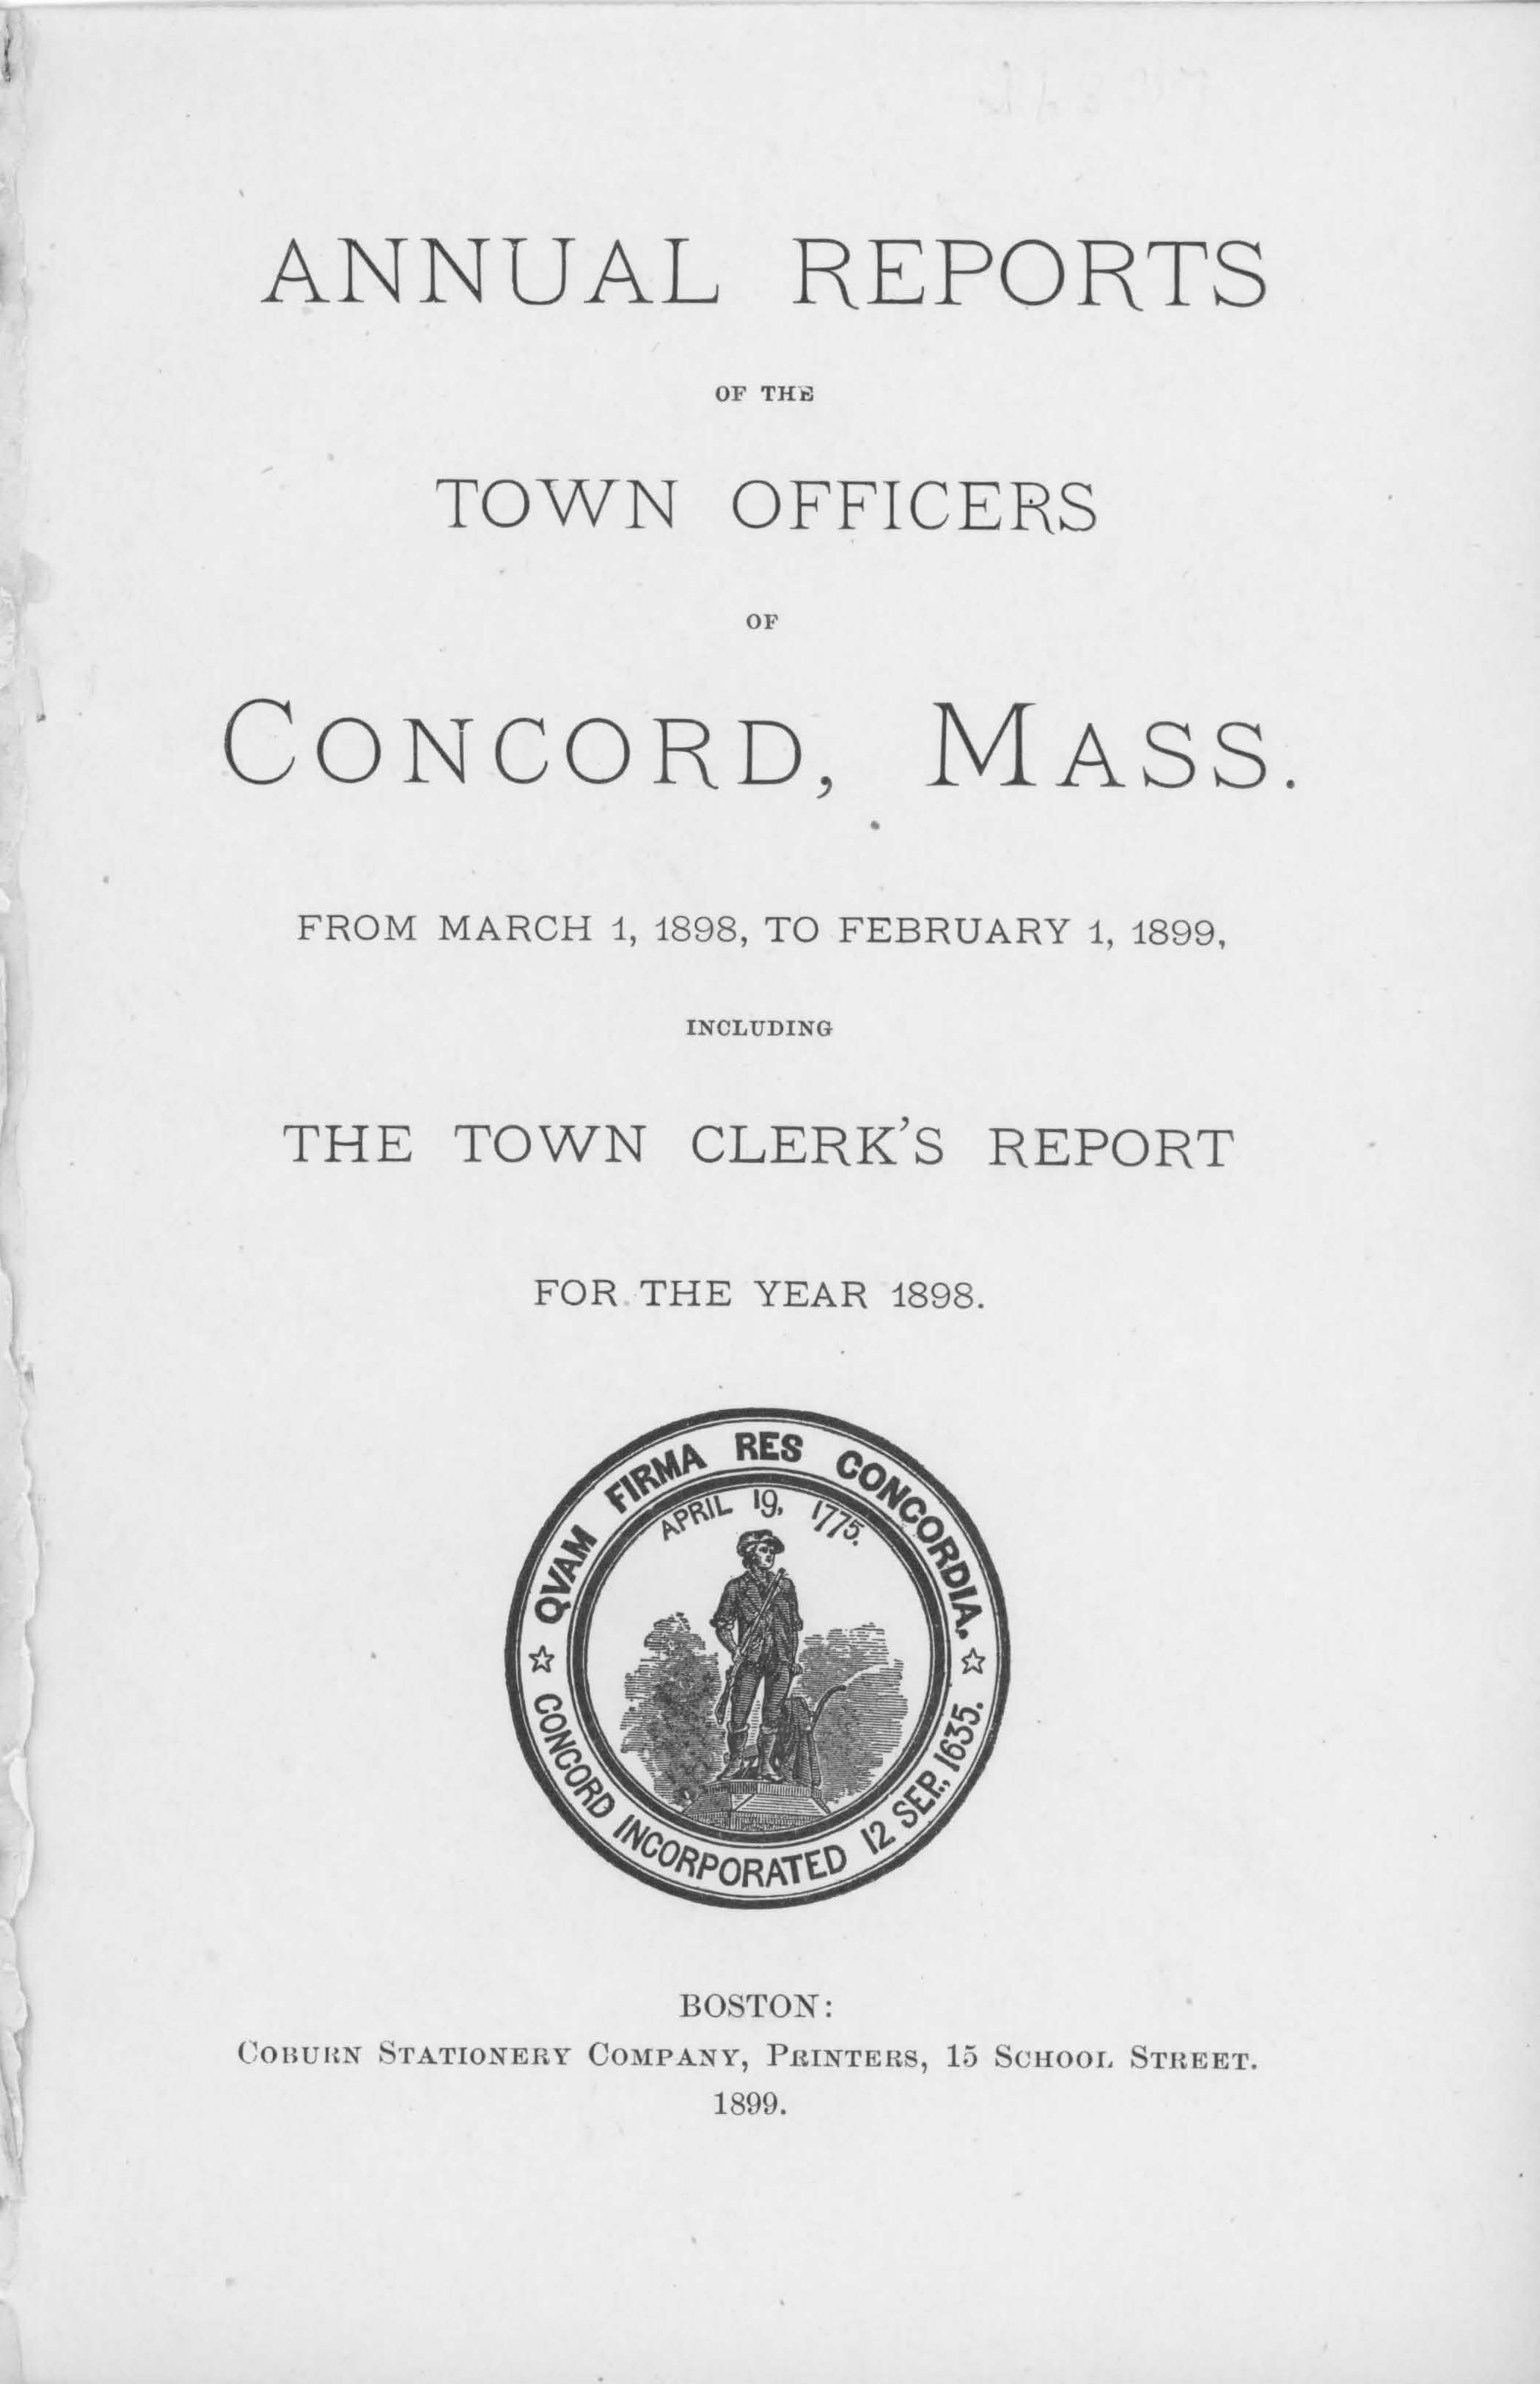 ANNUAL REPORTS
OF THE
TOWN OFFICERS
OF
CONCORD, MASS.
FROM MARCH 1, 1898, TO FEBRUARY 1, 1899,
INCLUDING
THE TOWN CLERK'S REPORT
FOR THE YEAR 1898.
QVAM FIRMA RES CONCORDIA.
APRIL 19, 1775.
CONCORD INCORPORATED 12 SEP., 1635.
BOSTON:
COBURN STATIONERY COMPANY, PRINTERS, 15 SCHOOL STREET.
1899.